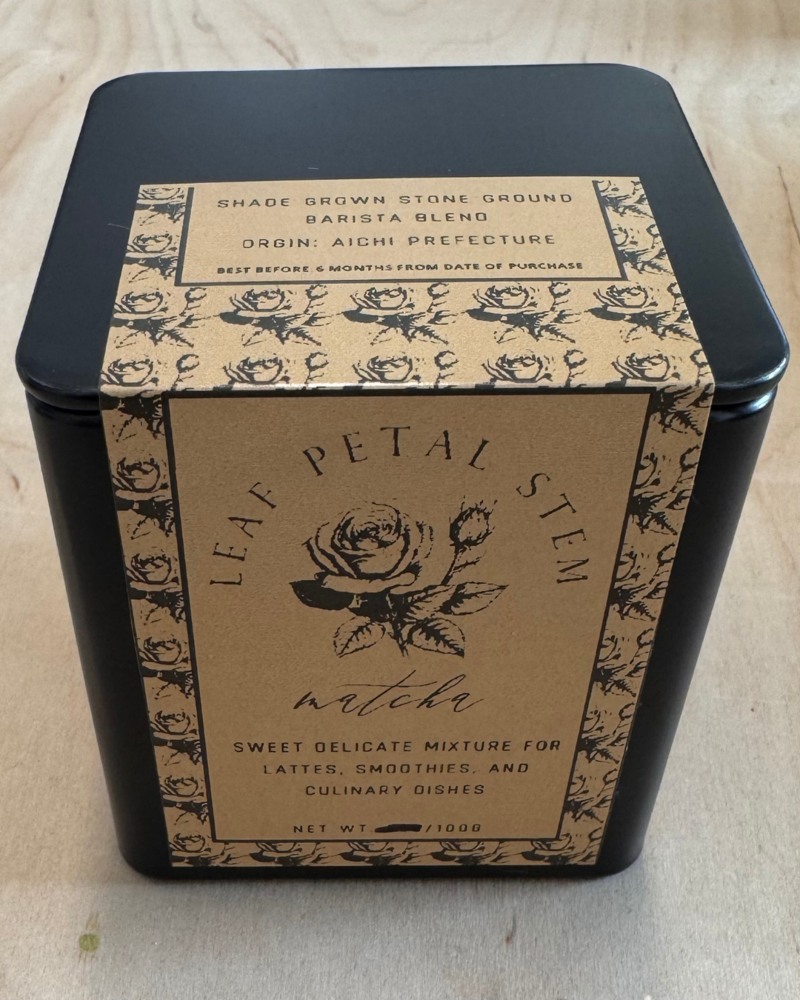 SHADE GROWN STONE GROUND
BARISTA BLEND
ORGIN: AICHI PREFECTURE
BEST BEFORE 6 MONTHS FROM DATE OF PURCHASE
LEAF PETAL STEM
matcha
SWEET DELICATE MIXTURE FOR
LATTES, SMOOTHIES, AND
CULINARY DISHES
NET WT. /100G